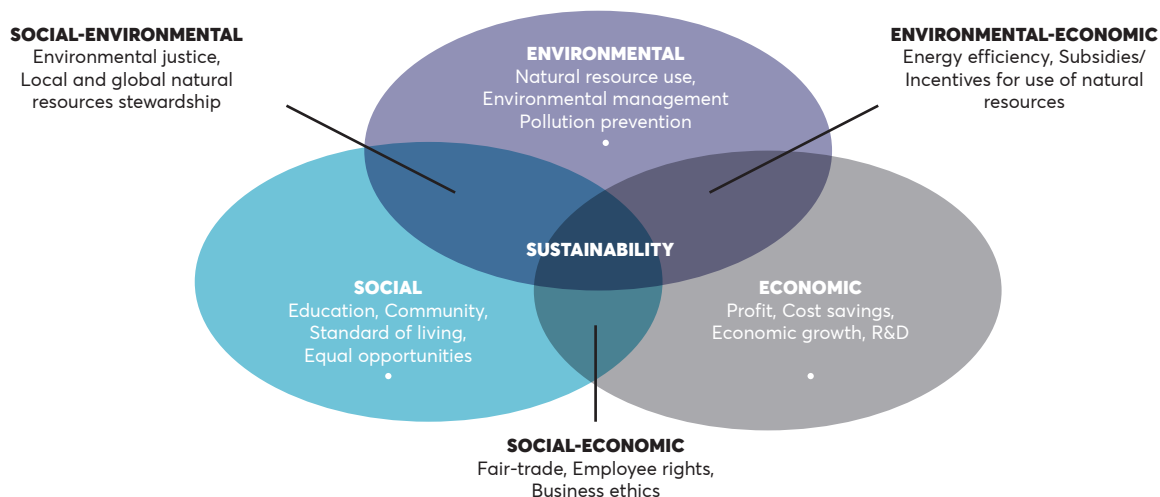 SOCIAL-ENVIRONMENTAL
Environmental justice,
Local and global natural
resources stewardship
ENVIRONMENTAL
Natural resource use,
Environmental management
Pollution prevention
ENVIRONMENTAL-ECONOMIC
Energy efficiency, Subsidies/
Incentives for use of natural
resources
SUSTAINABILITY
SOCIAL
Education, Community,
Standard of living,
Equal opportunities
ECONOMIC
Profit, Cost savings,
Economic growth, R&D
SOCIAL-ECONOMIC
Fair-trade, Employee rights,
Business ethics